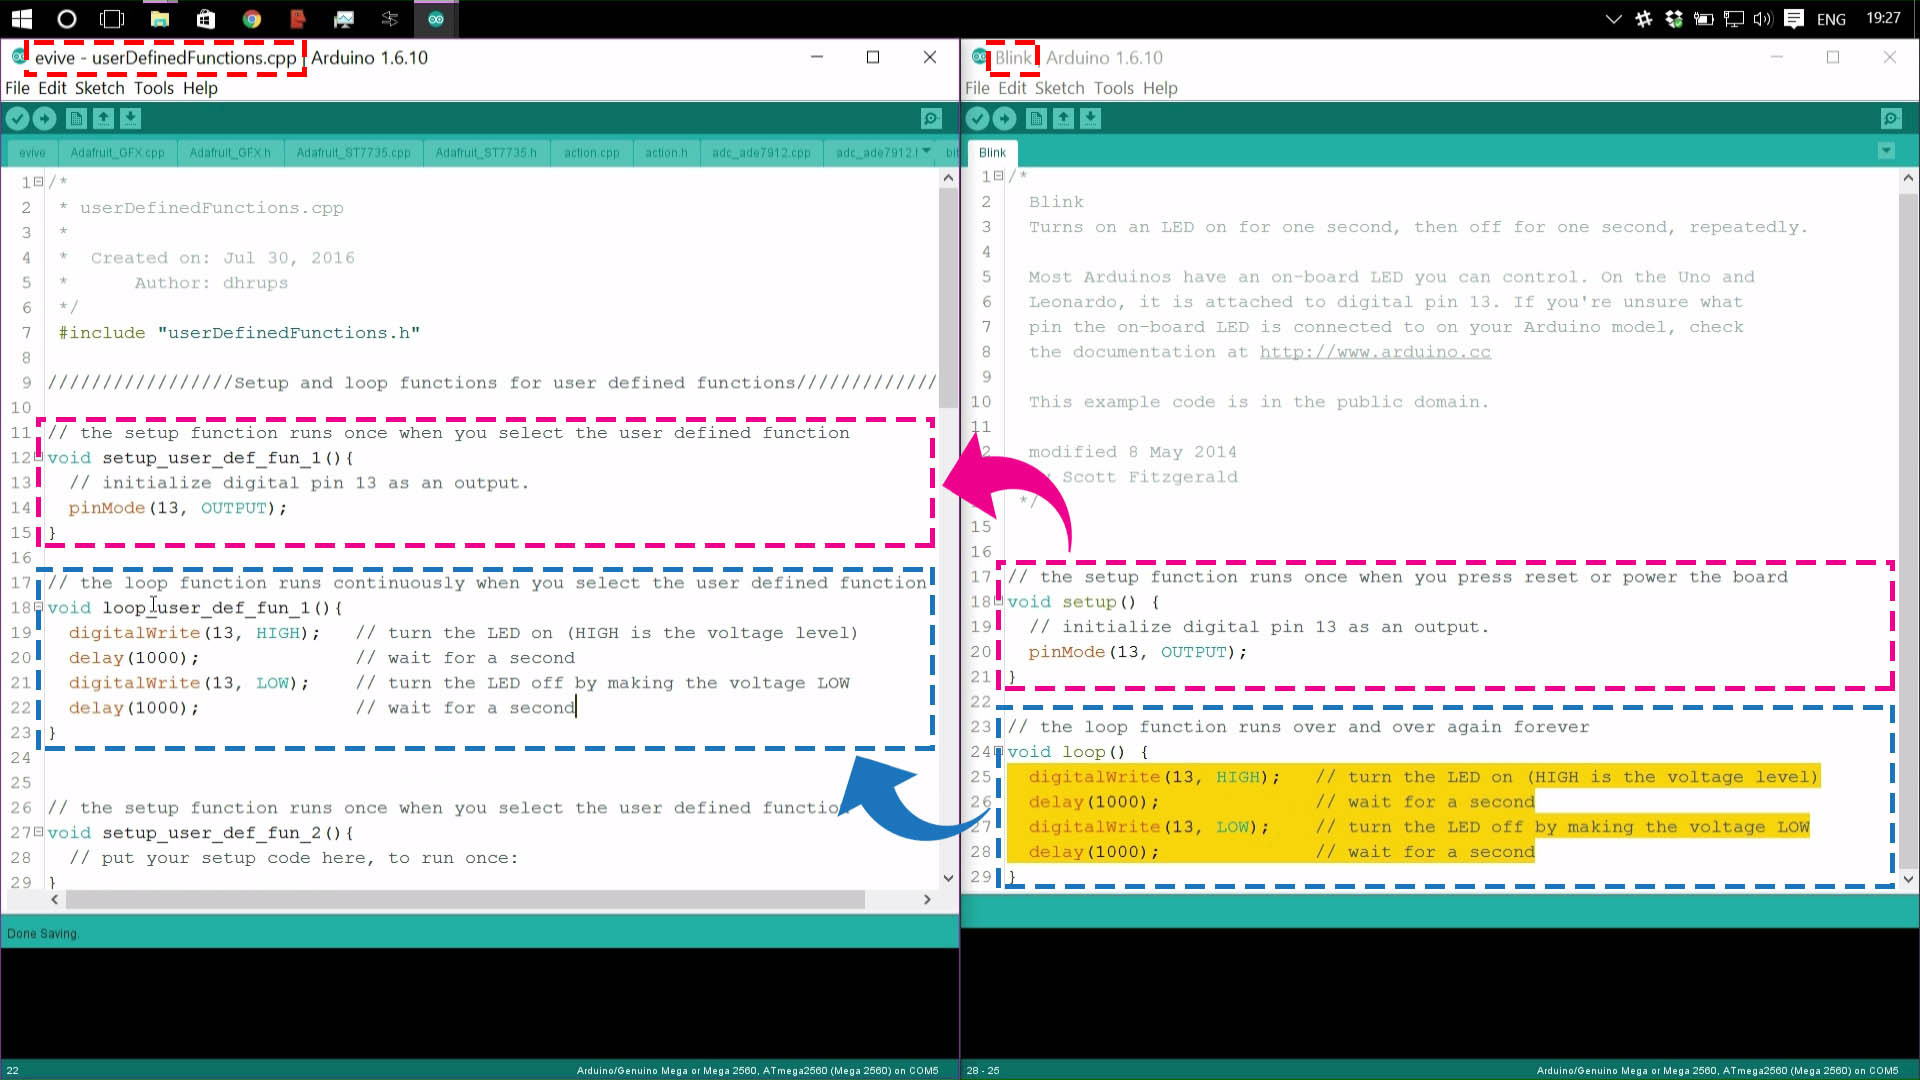 ENG 19:27
evive - userDefinedFunctions.cpp | Arduino 1.6.10
File Edit Sketch Tools Help
evive Adafruit_GFX.cpp Adafruit_GFX.h Adafruit_ST7735.cpp Adafruit_ST7735.h action.cpp action.h adc_ade7912.cpp adc_ade7912.h
1 /*
2 * userDefinedFunctions.cpp
3 *
4 * Created on: Jul 30, 2016
5 * Author: dhrups
6 */
7 #include "userDefinedFunctions.h"
8
9 /////////////////Setup and loop functions for user defined functions/////////////
10
11 // the setup function runs once when you select the user defined function
12 void setup_user_def_fun_1(){
13 // initialize digital pin 13 as an output.
14 pinMode(13, OUTPUT);
15 }
16
17 // the loop function runs continuously when you select the user defined function
18 void loop_user_def_fun_1(){
19 digitalWrite(13, HIGH); // turn the LED on (HIGH is the voltage level)
20 delay(1000); // wait for a second
21 digitalWrite(13, LOW); // turn the LED off by making the voltage LOW
22 delay(1000); // wait for a second
23 }
24
25
26 // the setup function runs once when you select the user defined function
27 void setup_user_def_fun_2(){
28 // put your setup code here, to run once:
29 }
Done Saving.
22 Arduino/Genuino Mega or Mega 2560, ATmega2560 (Mega 2560) on COM5
Blink | Arduino 1.6.10
File Edit Sketch Tools Help
Blink
1 /*
2 Blink
3 Turns on an LED on for one second, then off for one second, repeatedly.
4
5 Most Arduinos have an on-board LED you can control. On the Uno and
6 Leonardo, it is attached to digital pin 13. If you're unsure what
7 pin the on-board LED is connected to on your Arduino model, check
8 the documentation at http://www.arduino.cc
9
10 This example code is in the public domain.
11
2 modified 8 May 2014
Scott Fitzgerald
*/
15
16
17 // the setup function runs once when you press reset or power the board
18 void setup() {
19 // initialize digital pin 13 as an output.
20 pinMode(13, OUTPUT);
21 }
22
23 // the loop function runs over and over again forever
24 void loop() {
25 digitalWrite(13, HIGH); // turn the LED on (HIGH is the voltage level)
26 delay(1000); // wait for a second
27 digitalWrite(13, LOW); // turn the LED off by making the voltage LOW
28 delay(1000); // wait for a second
29 }
28 - 25 Arduino/Genuino Mega or Mega 2560, ATmega2560 (Mega 2560) on COM5